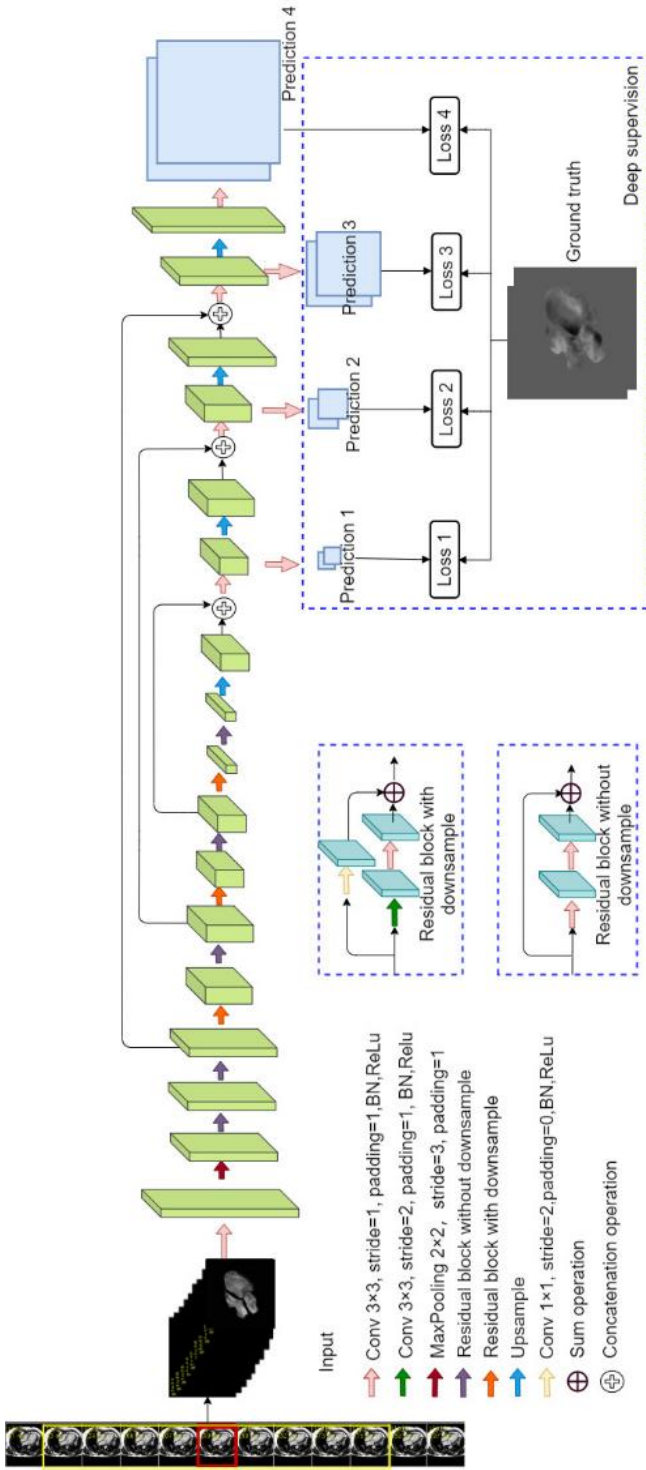 Prediction 4
Prediction 3
Prediction 2
Prediction 1
Loss 1
Loss 2
Loss 3
Loss 4
Ground truth
Deep supervision
Input
Conv 3×3, stride=1, padding=1,BN,ReLu
Conv 3×3, stride=2, padding=1, BN,Relu
MaxPooling 2×2, stride=3, padding=1
Residual block without downsample
Residual block with downsample
Upsample
Conv 1×1, stride=2,padding=0,BN,ReLu
Sum operation
Concatenation operation
Residual block with
downsample
Residual block without
downsample